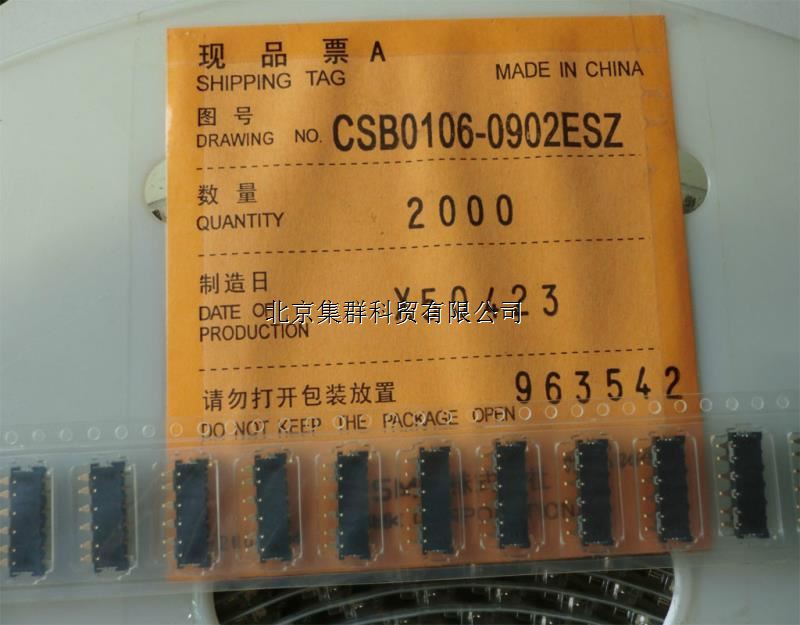 现品票A
SHIPPING TAG
MADE IN CHINA
图号
DRAWING NO. CSB0106-0902ESZ
数量
QUANTITY 2000
制造日
DATE OF
PRODUCTION
北京集群科贸有限公司
请勿打开包装放置
963542
DO NOT KEEP THE PACKAGE OPEN